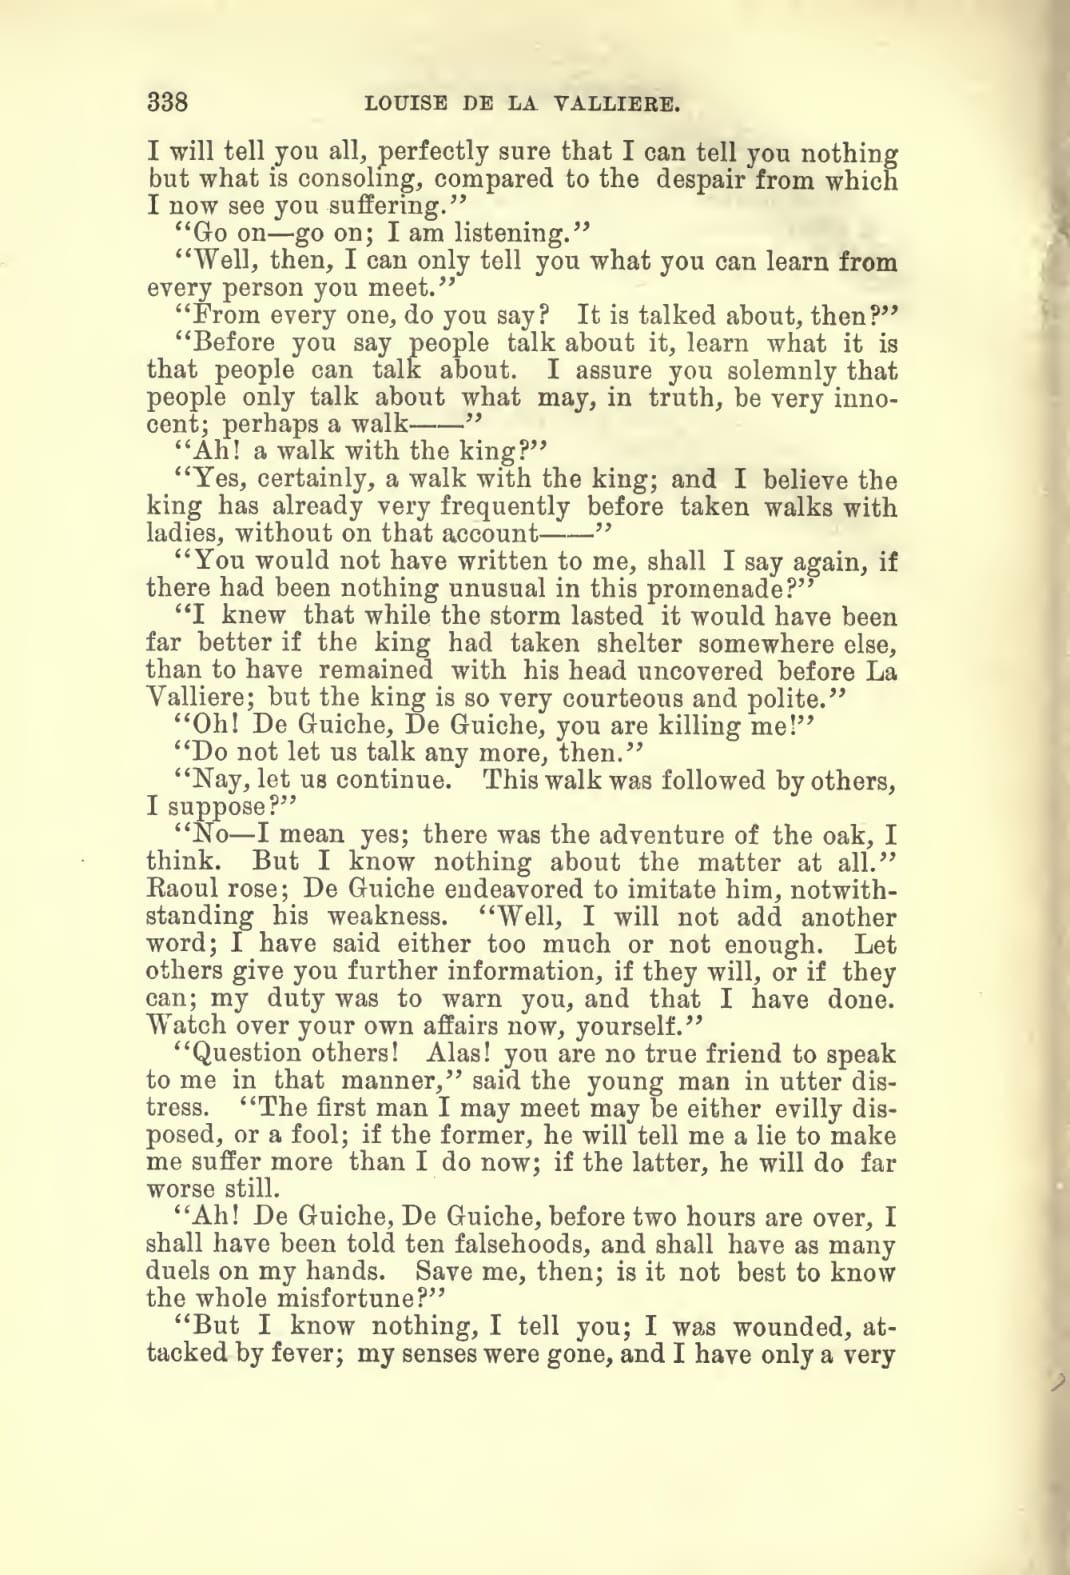 338 LOUISE DE LA VALLIERE.
I will tell you all, perfectly sure that I can tell you nothing
but what is consoling, compared to the despair from which
I now see you suffering.”
“Go on—go on; I am listening.”
“Well, then, I can only tell you what you can learn from
every person you meet.”
“From every one, do you say? It is talked about, then?”
“Before you say people talk about it, learn what it is
that people can talk about. I assure you solemnly that
people only talk about what may, in truth, be very inno-
cent; perhaps a walk——”
“Ah! a walk with the king?”
“Yes, certainly, a walk with the king; and I believe the
king has already very frequently before taken walks with
ladies, without on that account——”
“You would not have written to me, shall I say again, if
there had been nothing unusual in this promenade?”
“I knew that while the storm lasted it would have been
far better if the king had taken shelter somewhere else,
than to have remained with his head uncovered before La
Valliere; but the king is so very courteous and polite.”
“Oh! De Guiche, De Guiche, you are killing me!”
“Do not let us talk any more, then.”
“Nay, let us continue. This walk was followed by others,
I suppose?”
“No—I mean yes; there was the adventure of the oak, I
think. But I know nothing about the matter at all.”
Raoul rose; De Guiche endeavored to imitate him, notwith-
standing his weakness. “Well, I will not add another
word; I have said either too much or not enough. Let
others give you further information, if they will, or if they
can; my duty was to warn you, and that I have done.
Watch over your own affairs now, yourself.”
“Question others! Alas! you are no true friend to speak
to me in that manner,” said the young man in utter dis-
tress. “The first man I may meet may be either evilly dis-
posed, or a fool; if the former, he will tell me a lie to make
me suffer more than I do now; if the latter, he will do far
worse still.
“Ah! De Guiche, De Guiche, before two hours are over, I
shall have been told ten falsehoods, and shall have as many
duels on my hands. Save me, then; is it not best to know
the whole misfortune?”
“But I know nothing, I tell you; I was wounded, at-
tacked by fever; my senses were gone, and I have only a very